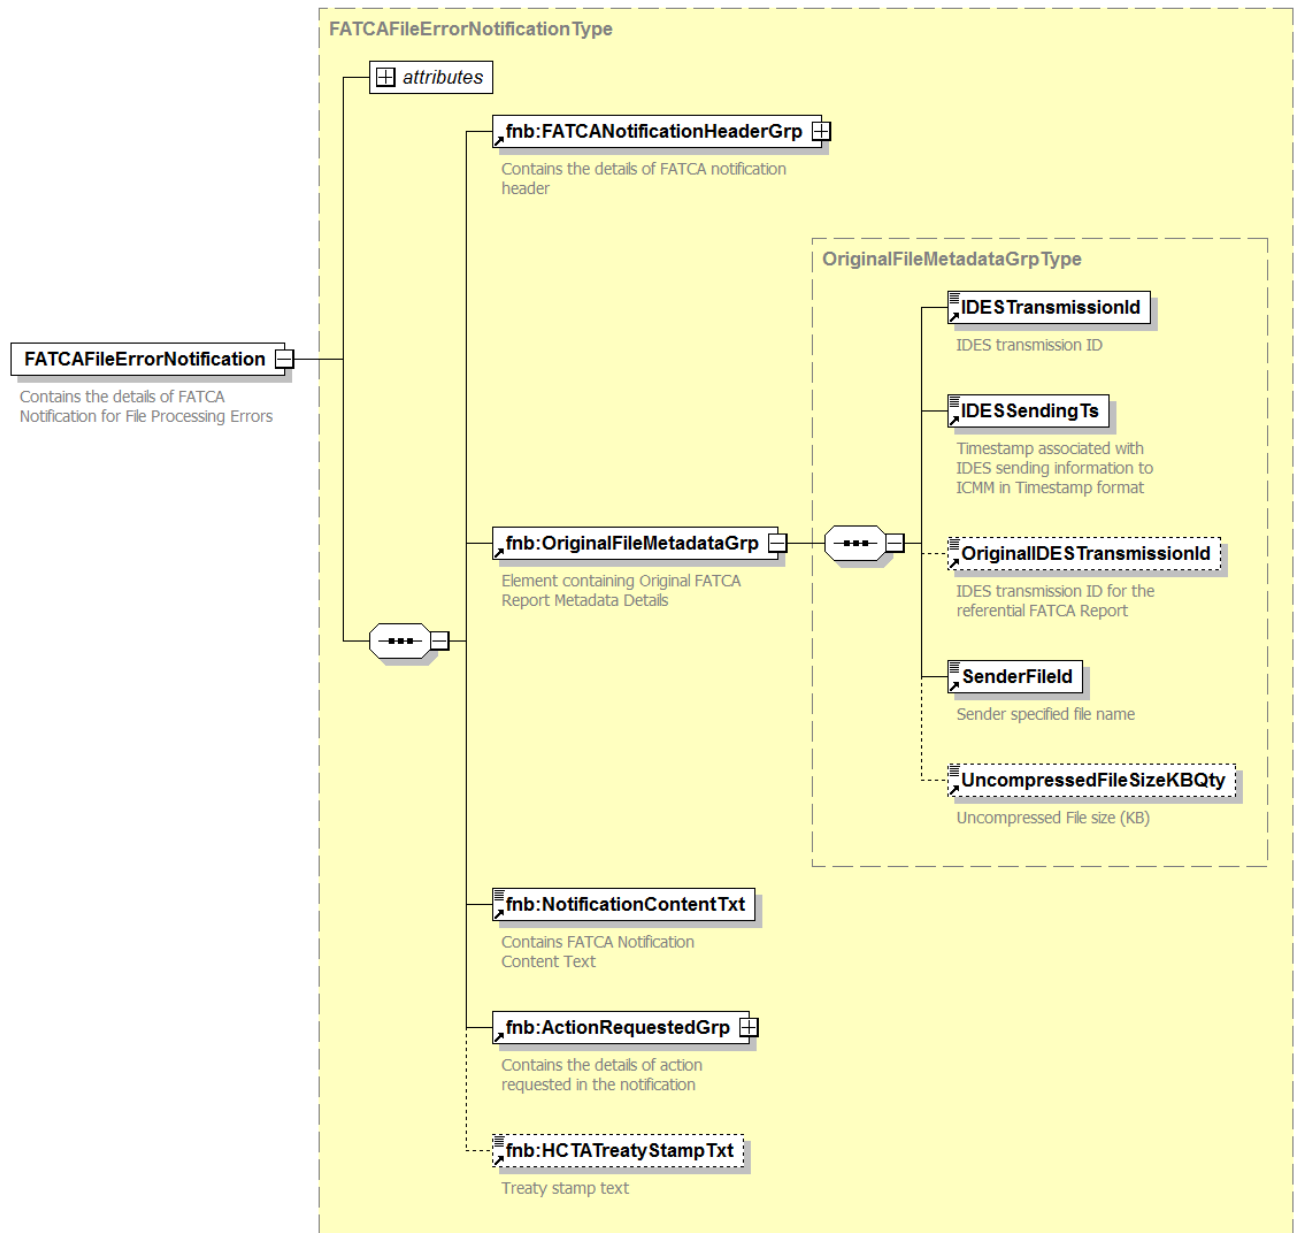 FATCAFileErrorNotificationType
attributes
fnb:FATCANotificationHeaderGrp
Contains the details of FATCA notification
header
OriginalFileMetadataGrpType
IDESTransmissionId
IDES transmission ID
FATCAFileErrorNotification
Contains the details of FATCA
Notification for File Processing Errors
IDESSendingTs
Timestamp associated with
IDES sending information to
ICMM in Timestamp format
fnb:OriginalFileMetadataGrp
Element containing Original FATCA
Report Metadata Details
OriginalIDESTransmissionId
IDES transmission ID for the
referential FATCA Report
SenderFileId
Sender specified file name
UncompressedFileSizeKBQty
Uncompressed File size (KB)
fnb:NotificationContentTxt
Contains FATCA Notification
Content Text
fnb:ActionRequestedGrp
Contains the details of action
requested in the notification
fnb:HCTATreatyStampTxt
Treaty stamp text